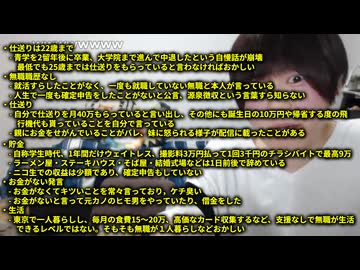 wwwww
・仕送りは22歳まで
・青学を2留年後に卒業、大学院まで進んで中退したという自慢話が崩壊
最低でも25歳までは仕送りをもらっていると言わなければおかしい
・無職職歴なし
・就活すらしたことがなく、一度も就職していない無職と本人が言っている
・人生で一度も確定申告をしたことがないと公言、源泉徴収という言葉すら知らない
・仕送り
・自分で仕送りを月40万もらっていると言い出し、その他にも誕生日の10万円や帰省する度の飛
行機代も貰っていることを自分で言っている
・親にお金をせがんでいることがバレ、妹に怒られる様子が配信に載ったことがある
・貯金
・自称学生時代、1年間だけウェイトレス、撮影料3万円払って1回3千円のチラシバイトで最高9万
・ラーメン屋・ステーキハウス・そば屋・結婚式場などは1日前後で辞めている
・ニコ生での収益は少額であり、確定申告もしていない
・お金がない発言
・お金がなくてキツいことを常々言っており、ケチ臭い
・お金がないと言って元カノのヒモ男をやっていたり、借金をした
・生活
・東京で一人暮らしし、毎月の食費15～20万、高価なカード収集するなど、支援なしで無職が生活
できるレベルではない。そもそも無職が１人暮しなどおかしい